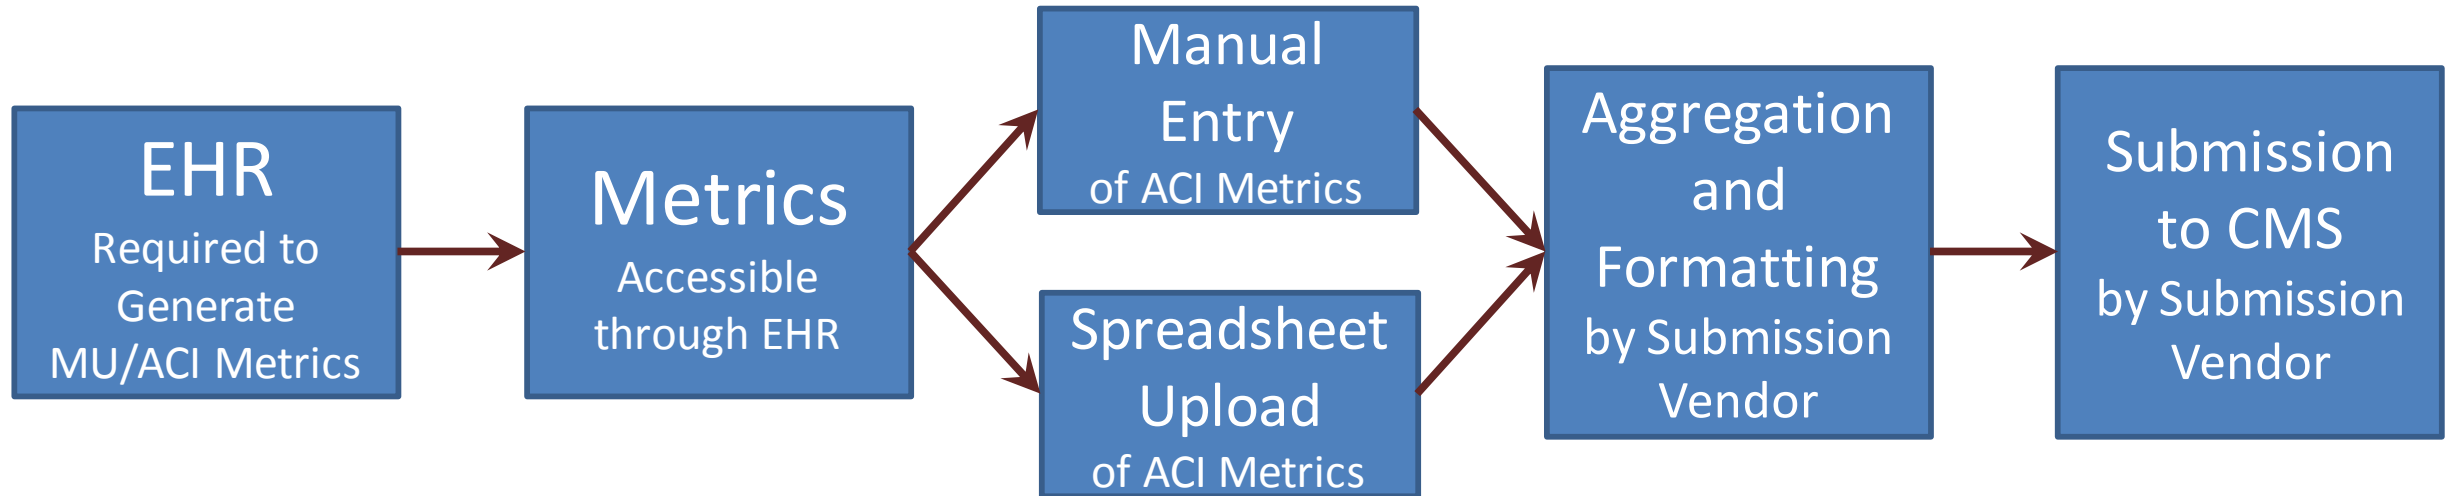 EHR
Required to
Generate
MU/ACI Metrics
Metrics
Accessible
through EHR
Manual
Entry
of ACI Metrics
Spreadsheet
Upload
of ACI Metrics
Aggregation
and
Formatting
by Submission
Vendor
Submission
to CMS
by Submission
Vendor